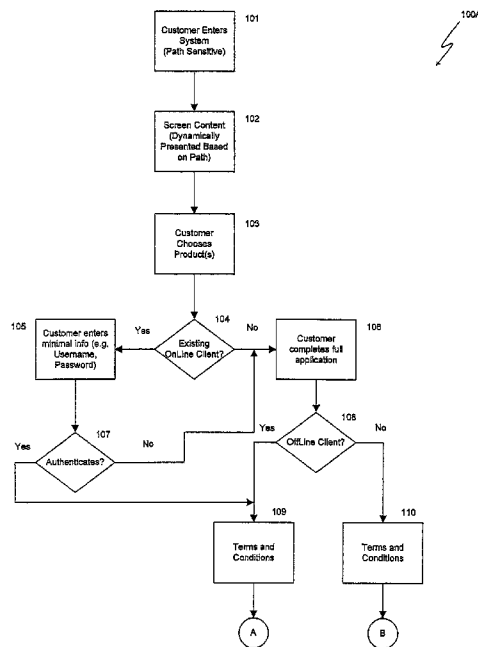 101
100A
Customer Enters
System
(Path Sensitive)
102
Screen Content
(Dynamically
Presented Based
on Path)
103
Customer
Chooses
Product(s)
104
Existing
OnLine Client?
Yes
No
105
Customer enters
minimal info (e.g.
Username,
Password)
106
Customer
completes full
application
107
Authenticates?
Yes
No
108
OffLine Client?
Yes
No
109
Terms and
Conditions
110
Terms and
Conditions
A
B